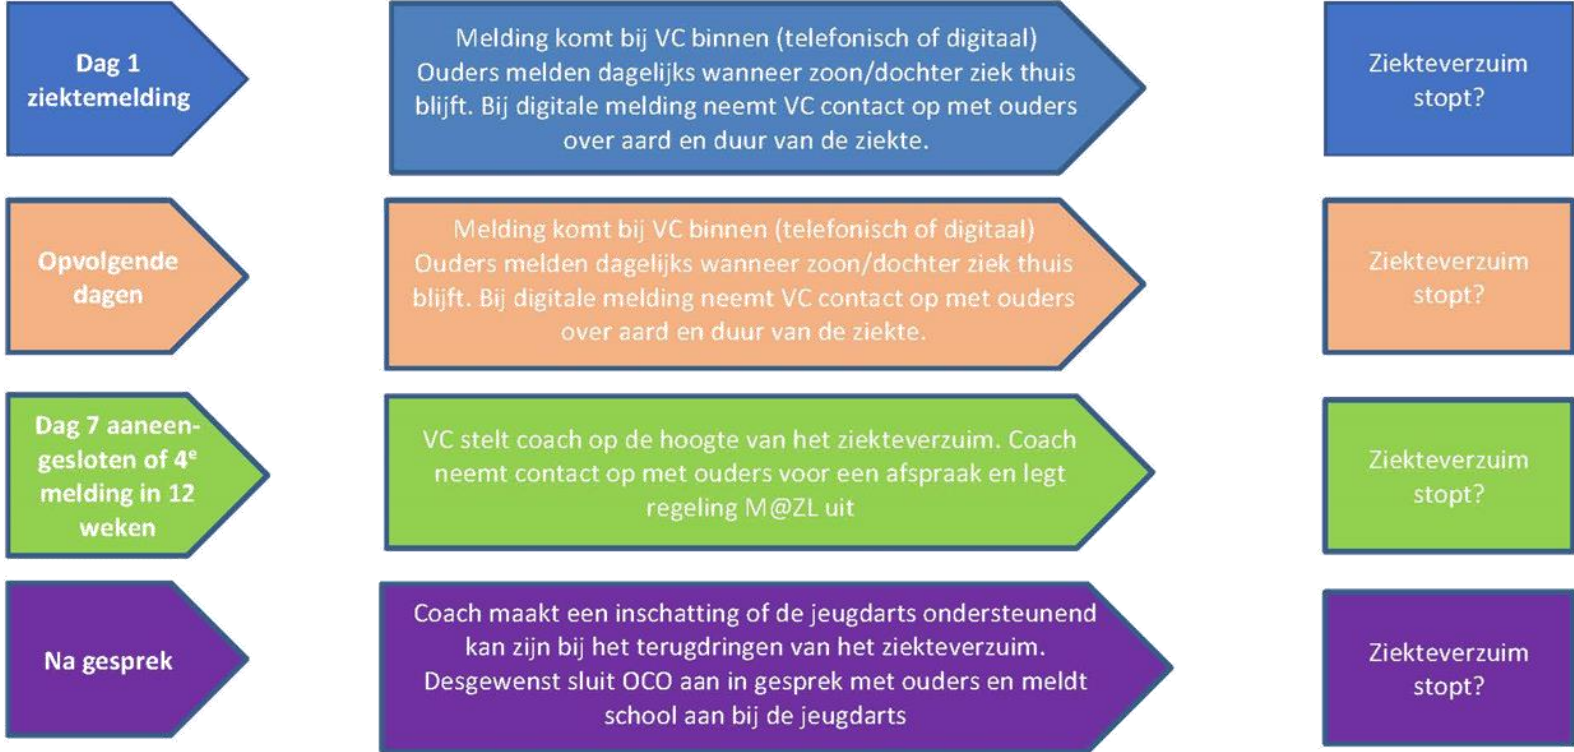 Dag 1
ziektemelding
Melding komt bij VC binnen (telefonisch of digitaal)
Ouders melden dagelijks wanneer zoon/dochter ziek thuis
blijft. Bij digitale melding neemt VC contact op met ouders
over aard en duur van de ziekte.
Ziekteverzuim
stopt?
Opvolgende
dagen
Melding komt bij VC binnen (telefonisch of digitaal)
Ouders melden dagelijks wanneer zoon/dochter ziek thuis
blijft. Bij digitale melding neemt VC contact op met ouders
over aard en duur van de ziekte.
Ziekteverzuim
stopt?
Dag 7 aaneen-
gesloten of 4e
melding in 12
weken
VC stelt coach op de hoogte van het ziekteverzuim. Coach
neemt contact op met ouders voor een afspraak en legt
regeling M@ZL uit
Ziekteverzuim
stopt?
Na gesprek
Coach maakt een inschatting of de jeugdarts ondersteunend
kan zijn bij het terugdringen van het ziekteverzuim.
Desgewenst sluit OCO aan in gesprek met ouders en meldt
school aan bij de jeugdarts
Ziekteverzuim
stopt?